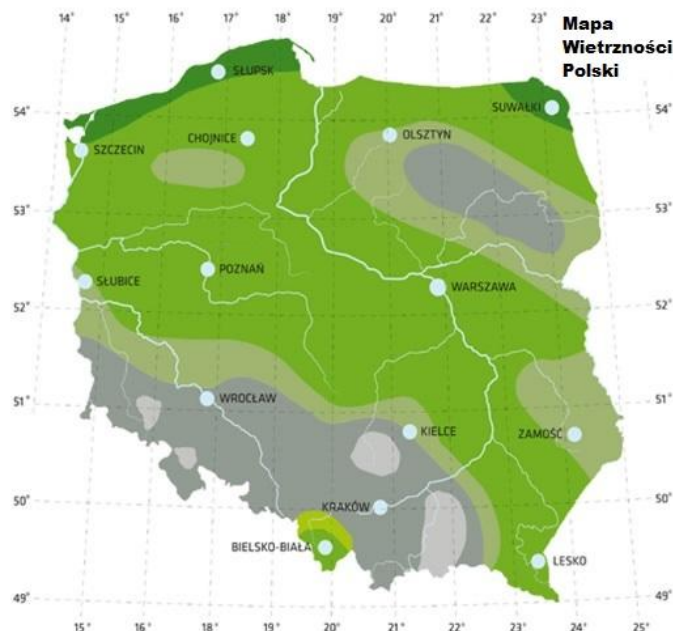 14° 15° 16° 17° 18° 19° 20° 21° 22° 23°
Mapa
Wietrzności
Polski
SŁUPSK
SUWAŁKI
54° 54°
CHOJNICE OLSZTYN
SZCZECIN
53° 53°
POZNAŃ
SŁUBICE WARSZAWA
52° 52°
WROCŁAW
51° 51°
KIELCE ZAMOŚĆ
50° 50°
KRAKÓW
BIELSKO-BIAŁA LESKO
49° 49°
15° 16° 17° 18° 19° 20° 21° 22° 23° 24° 25°